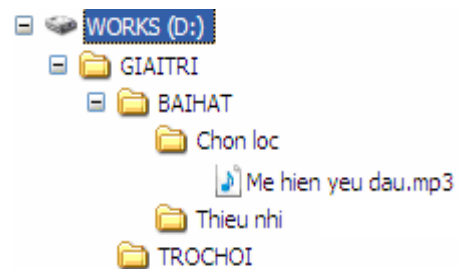 WORKS (D:)
GIAITRI
BAIHAT
Chon loc
Me hien yeu dau.mp3
Thieu nhi
TROCHOI